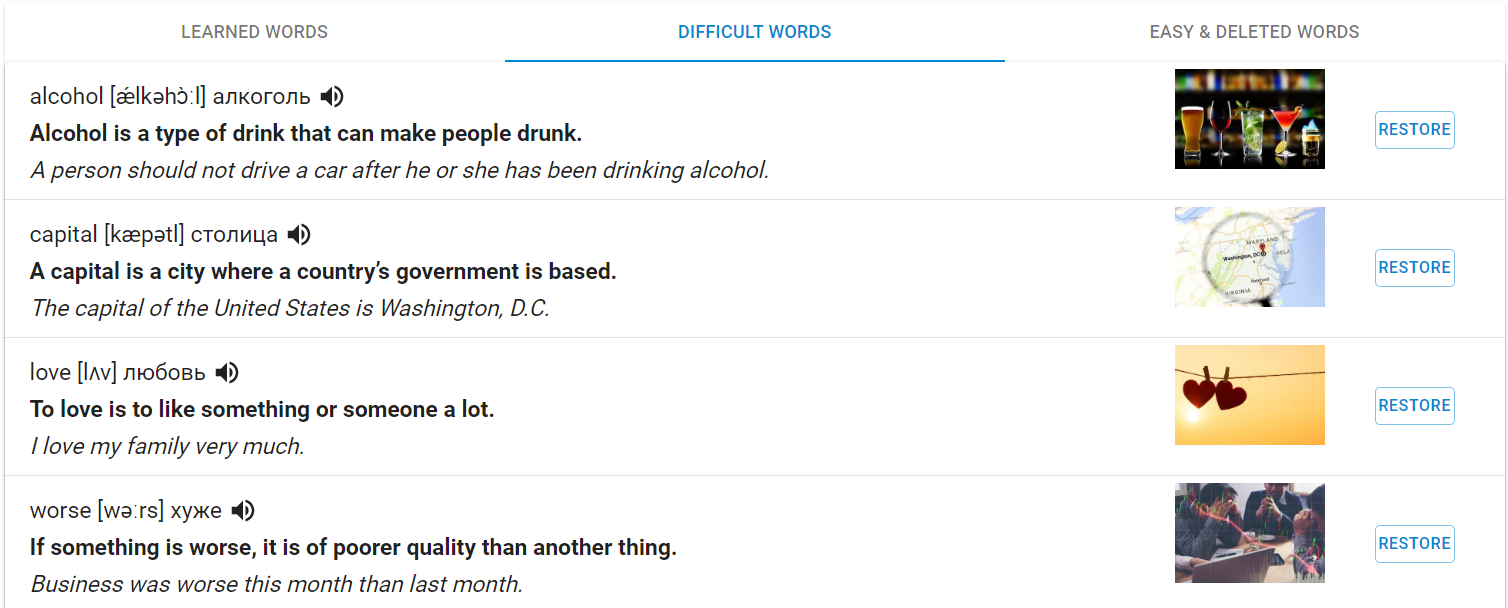 LEARNED WORDS
DIFFICULT WORDS
EASY & DELETED WORDS
alcohol [ǽlkəhɔ̀ːl] алкоголь
Alcohol is a type of drink that can make people drunk.
A person should not drive a car after he or she has been drinking alcohol.
RESTORE
capital [kæpətl] столица
A capital is a city where a country’s government is based.
The capital of the United States is Washington, D.C.
MARYLAND
Washington, DC
DELA
VIRGINIA
RESTORE
love [lʌv] любовь
To love is to like something or someone a lot.
I love my family very much.
RESTORE
worse [wəːrs] хуже
If something is worse, it is of poorer quality than another thing.
Business was worse this month than last month.
RESTORE